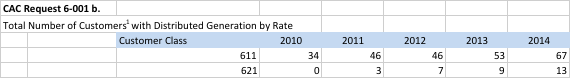 CAC Request 6-001 b.
Total Number of Customers¹ with Distributed Generation by Rate
Customer Class 2010 2011 2012 2013 2014
611 34 46 46 53 67
621 0 3 7 9 13